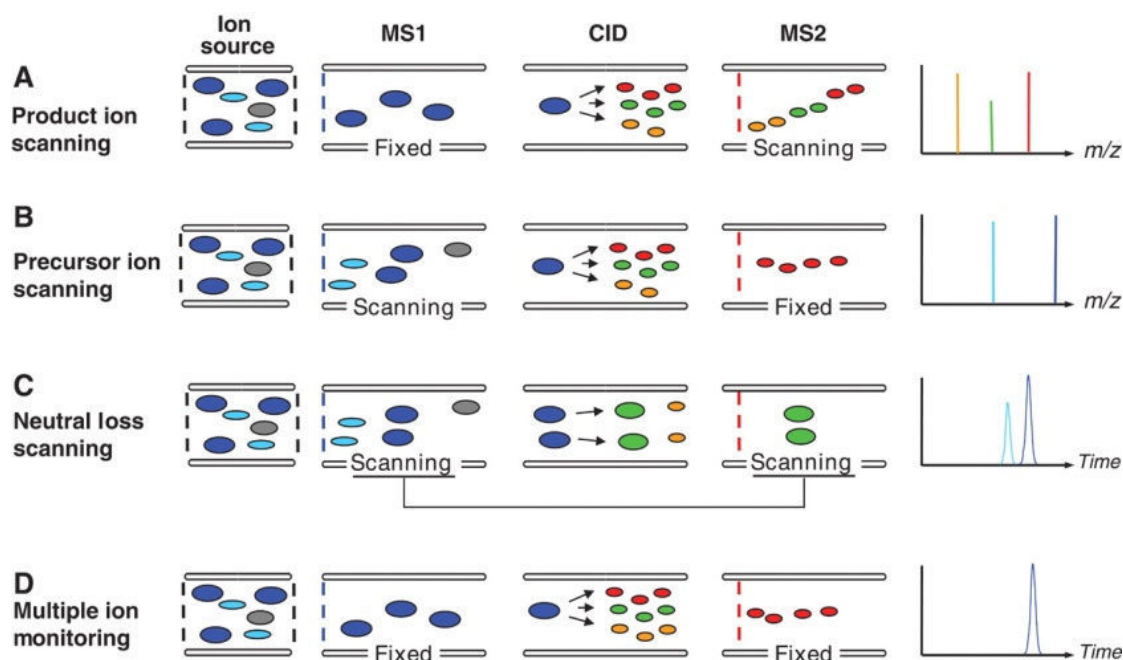 Ion
source
MS1
CID
MS2
A
Product ion
scanning
Fixed
Scanning
m/z
B
Precursor ion
scanning
Scanning
Fixed
m/z
C
Neutral loss
scanning
Scanning
Scanning
Time
D
Multiple ion
monitoring
Fixed
Fixed
Time